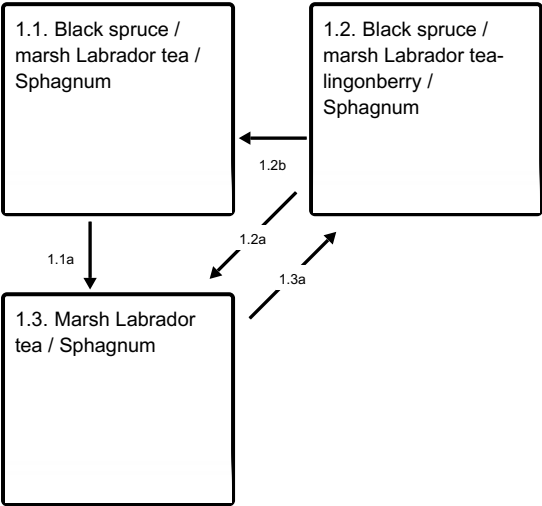 1.1. Black spruce /
marsh Labrador tea /
Sphagnum
1.2. Black spruce /
marsh Labrador tea-
lingonberry /
Sphagnum
1.2b
1.2a
1.1a
1.3a
1.3. Marsh Labrador
tea / Sphagnum